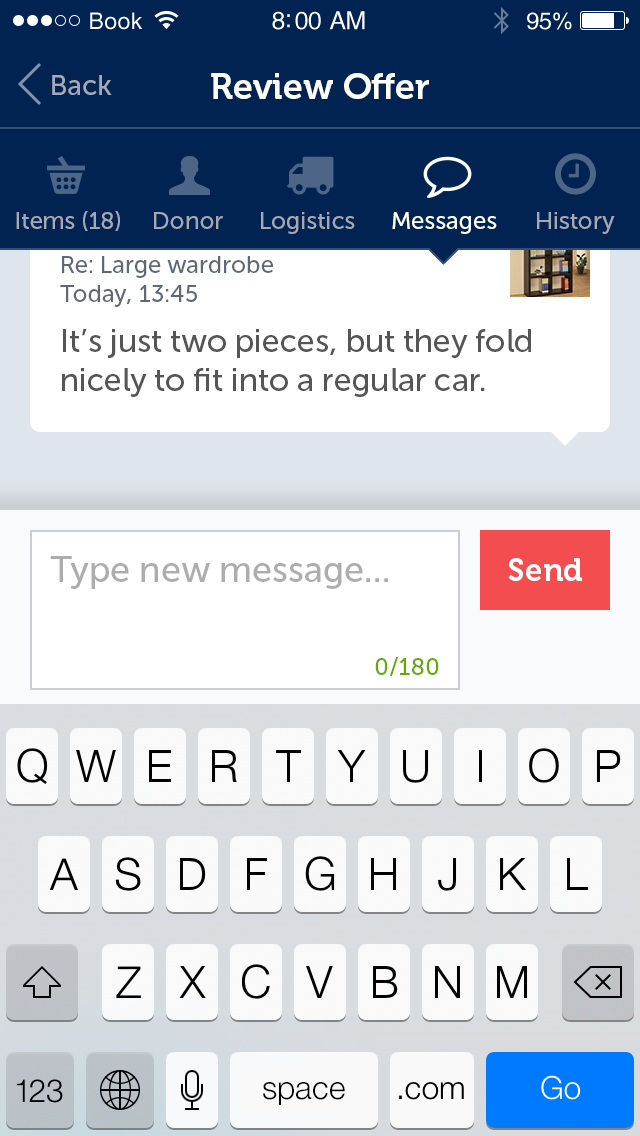 Book 8:00 AM 95%
Back Review Offer
Items (18) Donor Logistics Messages History
Re: Large wardrobe
Today, 13:45
It’s just two pieces, but they fold
nicely to fit into a regular car.
Type new message... Send
0/180
Q W E R T Y U I O P
A S D F G H J K L
Z X C V B N M
123 space .com Go